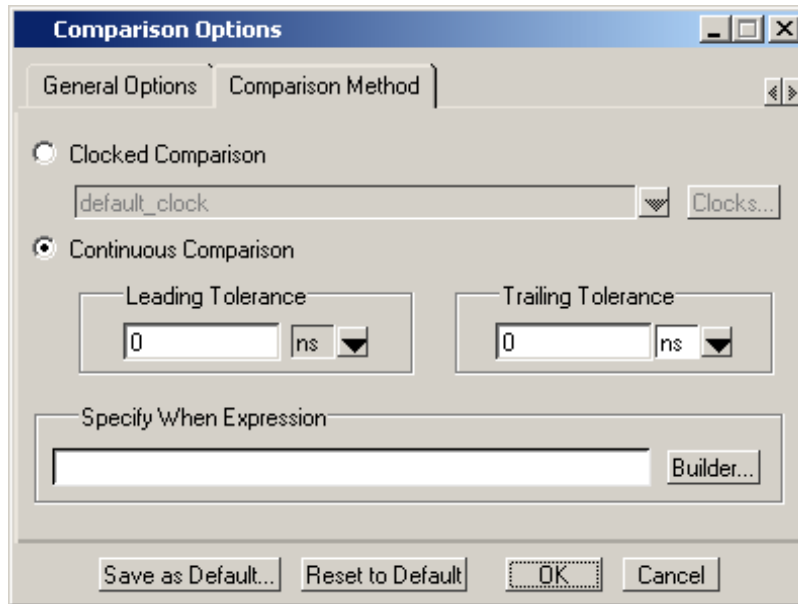 Comparison Options
General Options Comparison Method
Clocked Comparison
default_clock Clocks...
Continuous Comparison
Leading Tolerance Trailing Tolerance
0 ns 0 ns
Specify When Expression
Builder...
Save as Default... Reset to Default OK Cancel